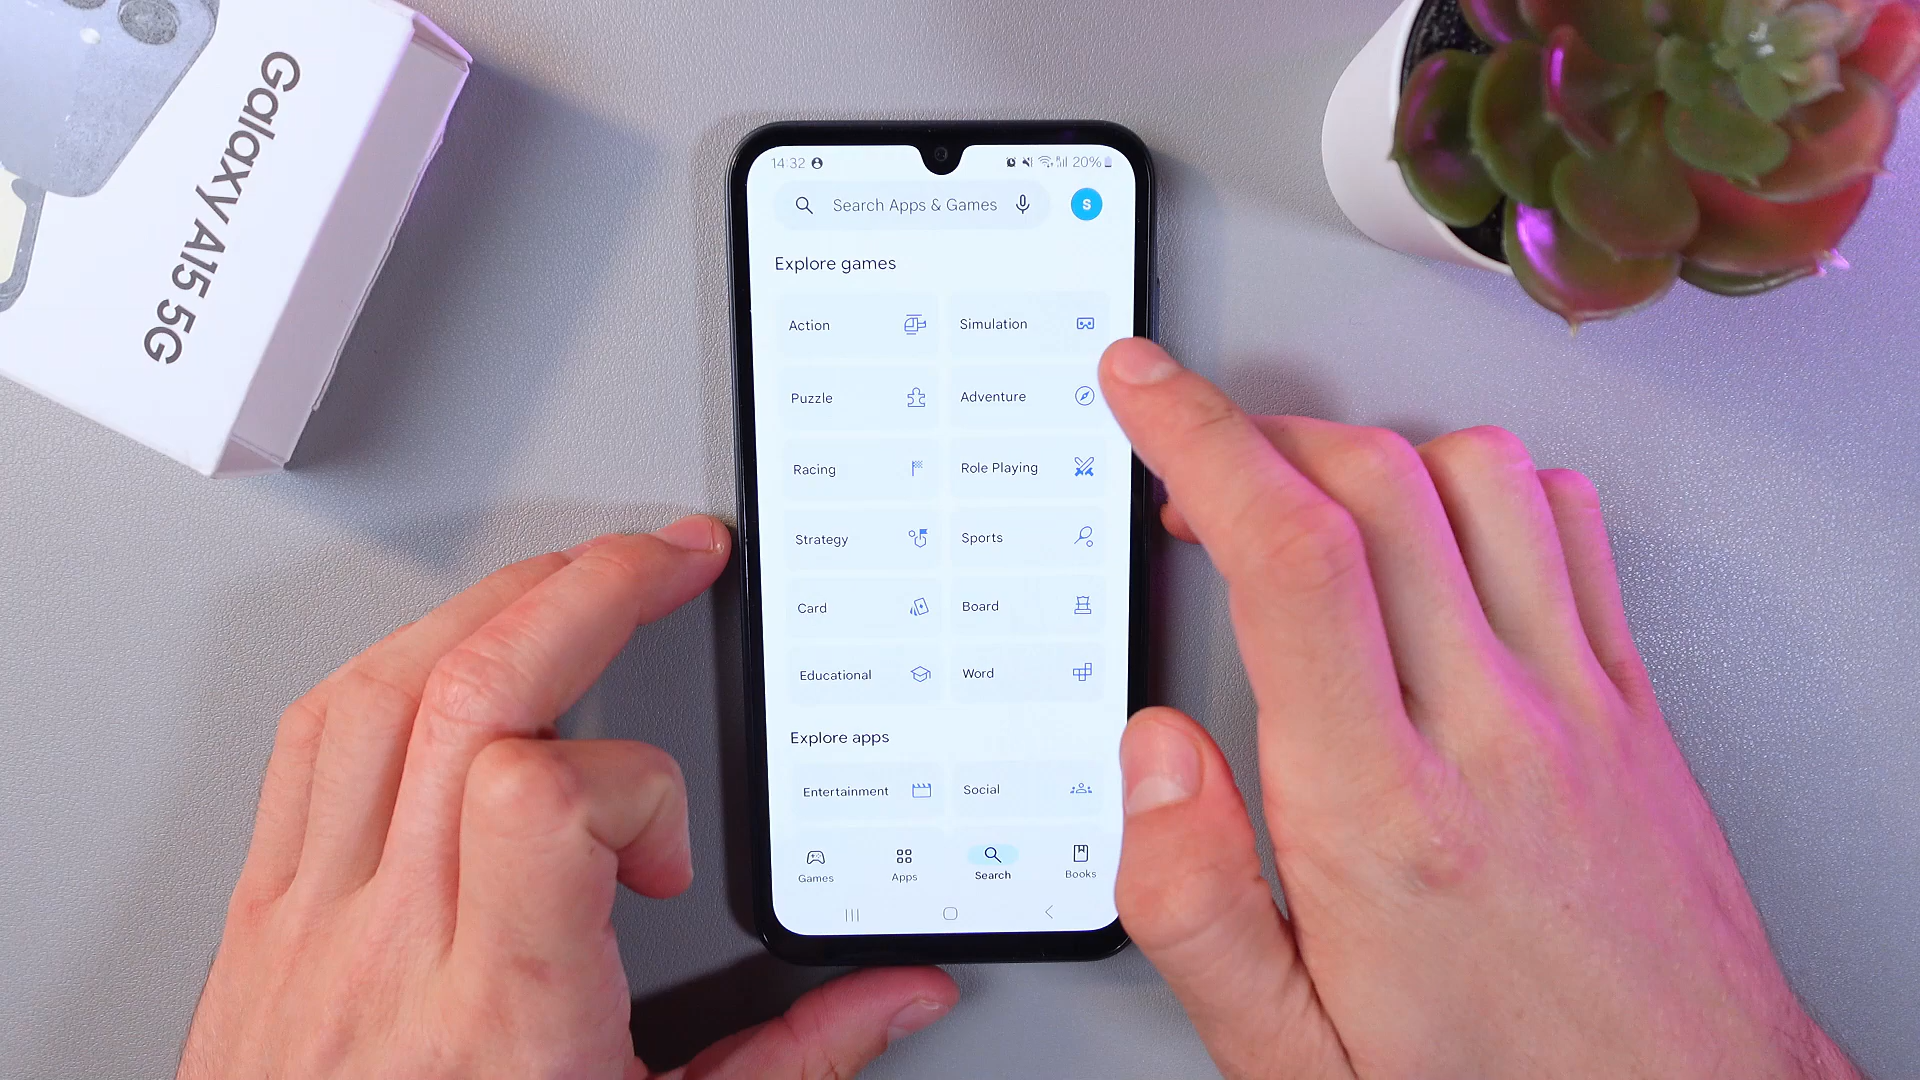 Galaxy A15 5G
14:32 20%
Search Apps & Games S
Explore games
Action Simulation
Puzzle Adventure
Racing Role Playing
Strategy Sports
Card Board
Educational Word
Explore apps
Entertainment Social
Games Apps Search Books